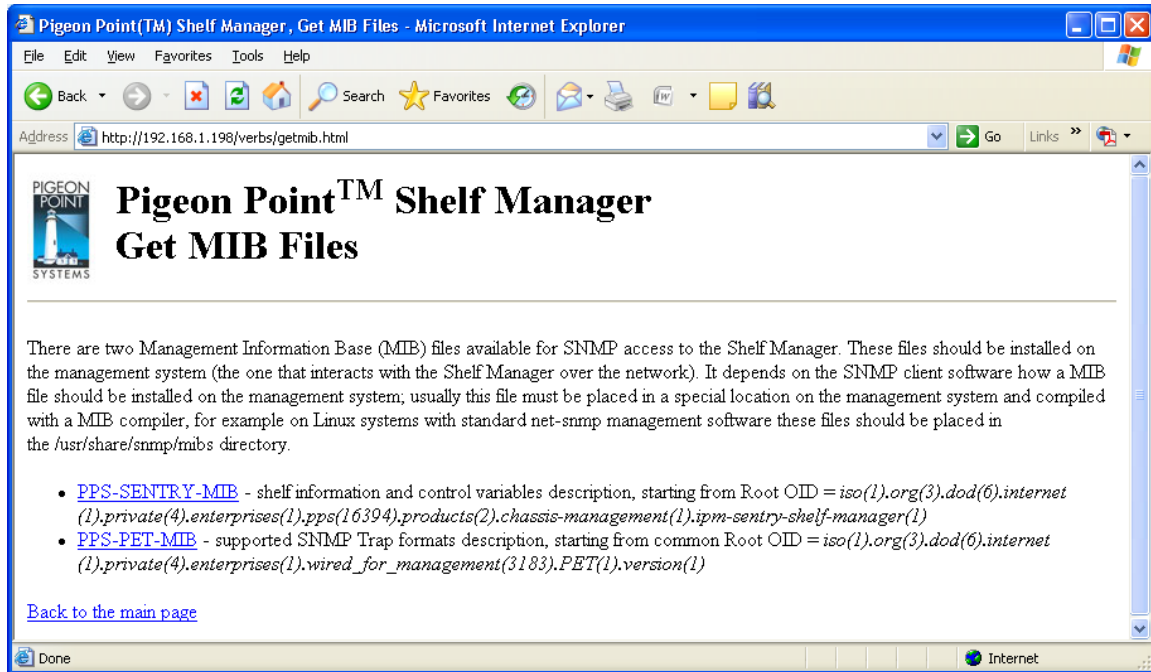 Pigeon Point(TM) Shelf Manager, Get MIB Files - Microsoft Internet Explorer
File Edit View Favorites Tools Help
Back Search Favorites
Address http://192.168.1.198/verbs/getmib.html Go Links »
PIGEON
POINT
SYSTEMS
Pigeon Point™ Shelf Manager
Get MIB Files
There are two Management Information Base (MIB) files available for SNMP access to the Shelf Manager. These files should be installed on
the management system (the one that interacts with the Shelf Manager over the network). It depends on the SNMP client software how a MIB
file should be installed on the management system; usually this file must be placed in a special location on the management system and compiled
with a MIB compiler, for example on Linux systems with standard net-snmp management software these files should be placed in
the /usr/share/snmp/mibs directory.
• PPS-SENTRY-MIB - shelf information and control variables description, starting from Root OID = iso(1).org(3).dod(6).internet
(1).private(4).enterprises(1).pps(16394).products(2).chassis-management(1).ipm-sentry-shelf-manager(1)
• PPS-PET-MIB - supported SNMP Trap formats description, starting from common Root OID = iso(1).org(3).dod(6).internet
(1).private(4).enterprises(1).wired_for_management(3183).PET(1).version(1)
Back to the main page
Done Internet